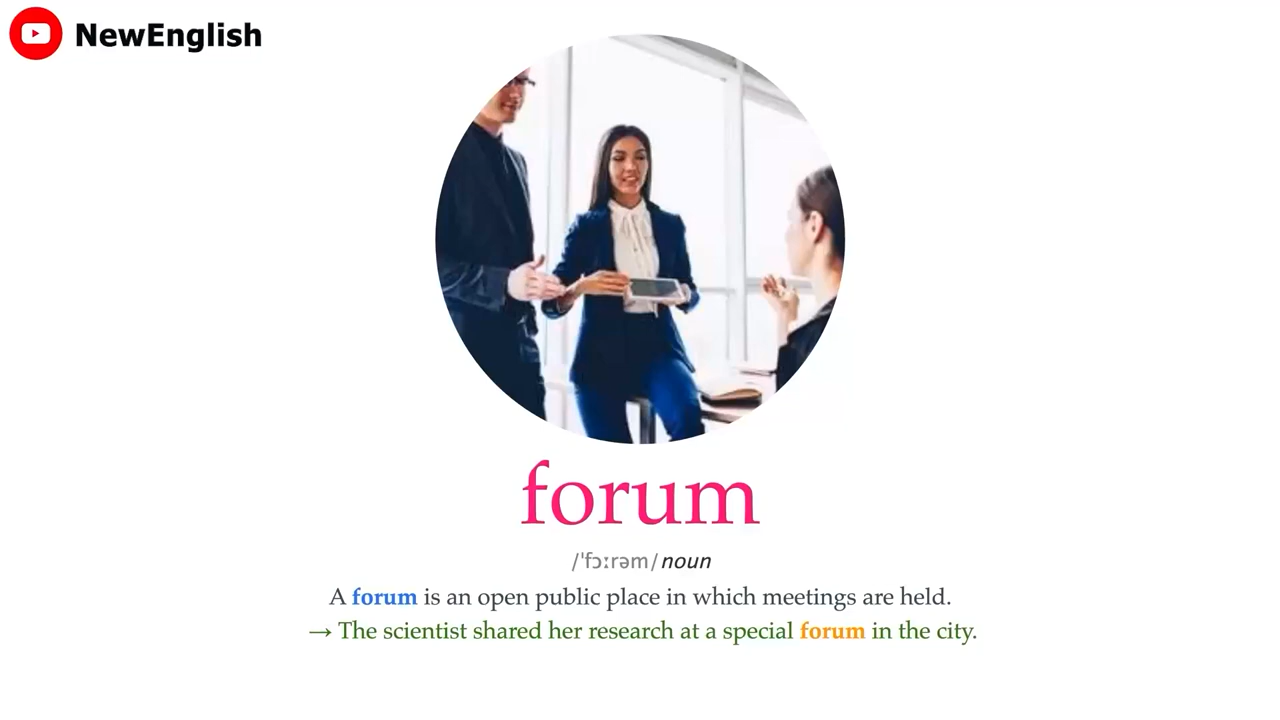 NewEnglish
forum
/ˈfɔːrəm/ noun
A forum is an open public place in which meetings are held.
→ The scientist shared her research at a special forum in the city.